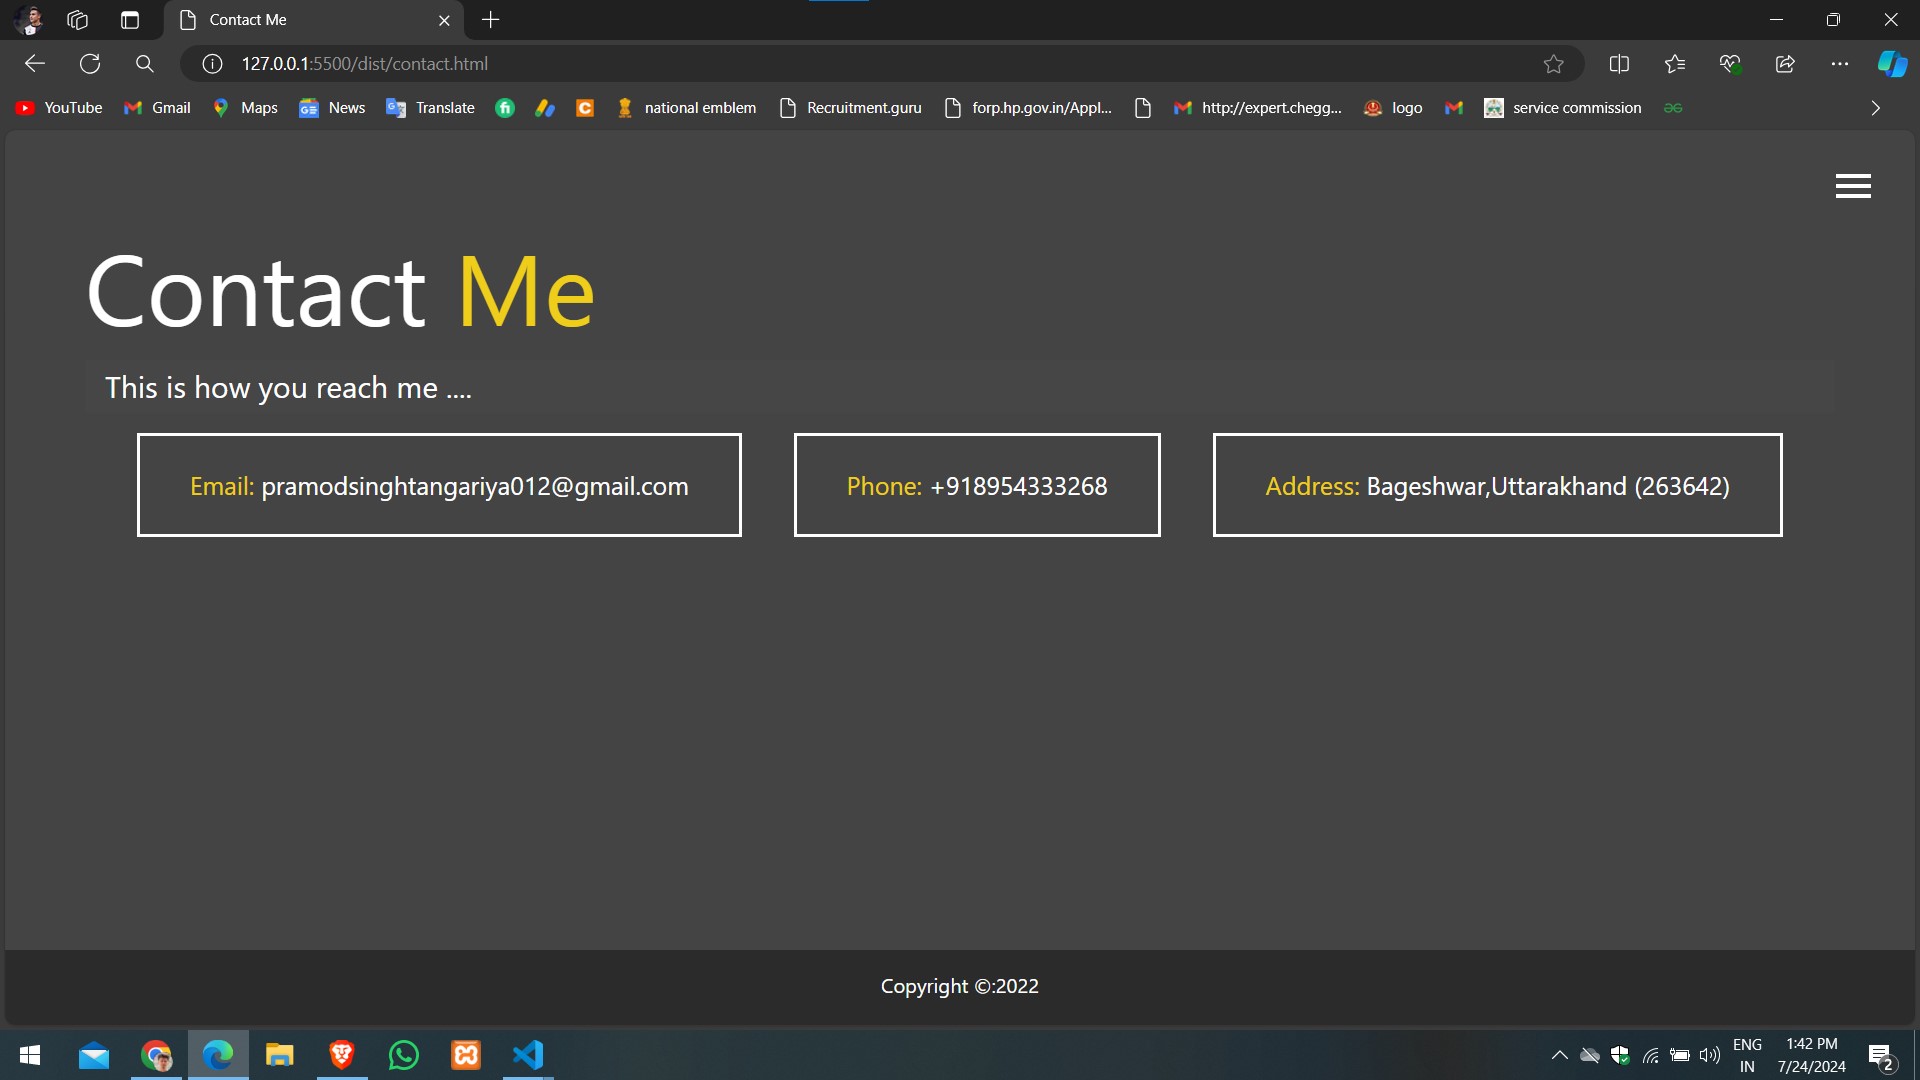 Contact Me
127.0.0.1:5500/dist/contact.html
YouTube Gmail Maps News Translate national emblem Recruitment.guru forp.hp.gov.in/Appl... http://expert.chegg... logo service commission
Contact Me
This is how you reach me ....
Email: pramodsinghtangariya012@gmail.com
Phone: +918954333268
Address: Bageshwar,Uttarakhand (263642)
Copyright ©:2022
ENG 1:42 PM
IN 7/24/2024 2